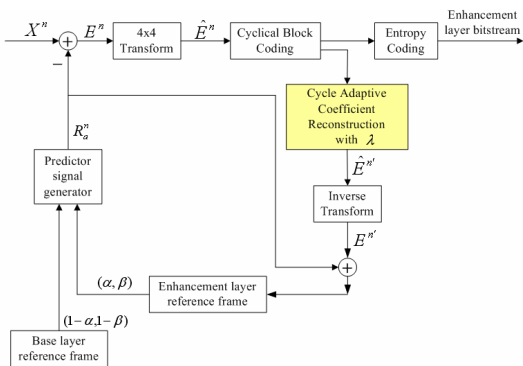 Enhancement
layer bitstream
X^n
E^n
4x4
Transform
Ê^n
Cyclical Block
Coding
Entropy
Coding
−
Cycle Adaptive
Coefficient
Reconstruction
with λ
R_a^n
Predictor
signal
generator
Ê^n'
Inverse
Transform
E^n'
(α, β)
Enhancement layer
reference frame
(1−α,1−β)
Base layer
reference frame